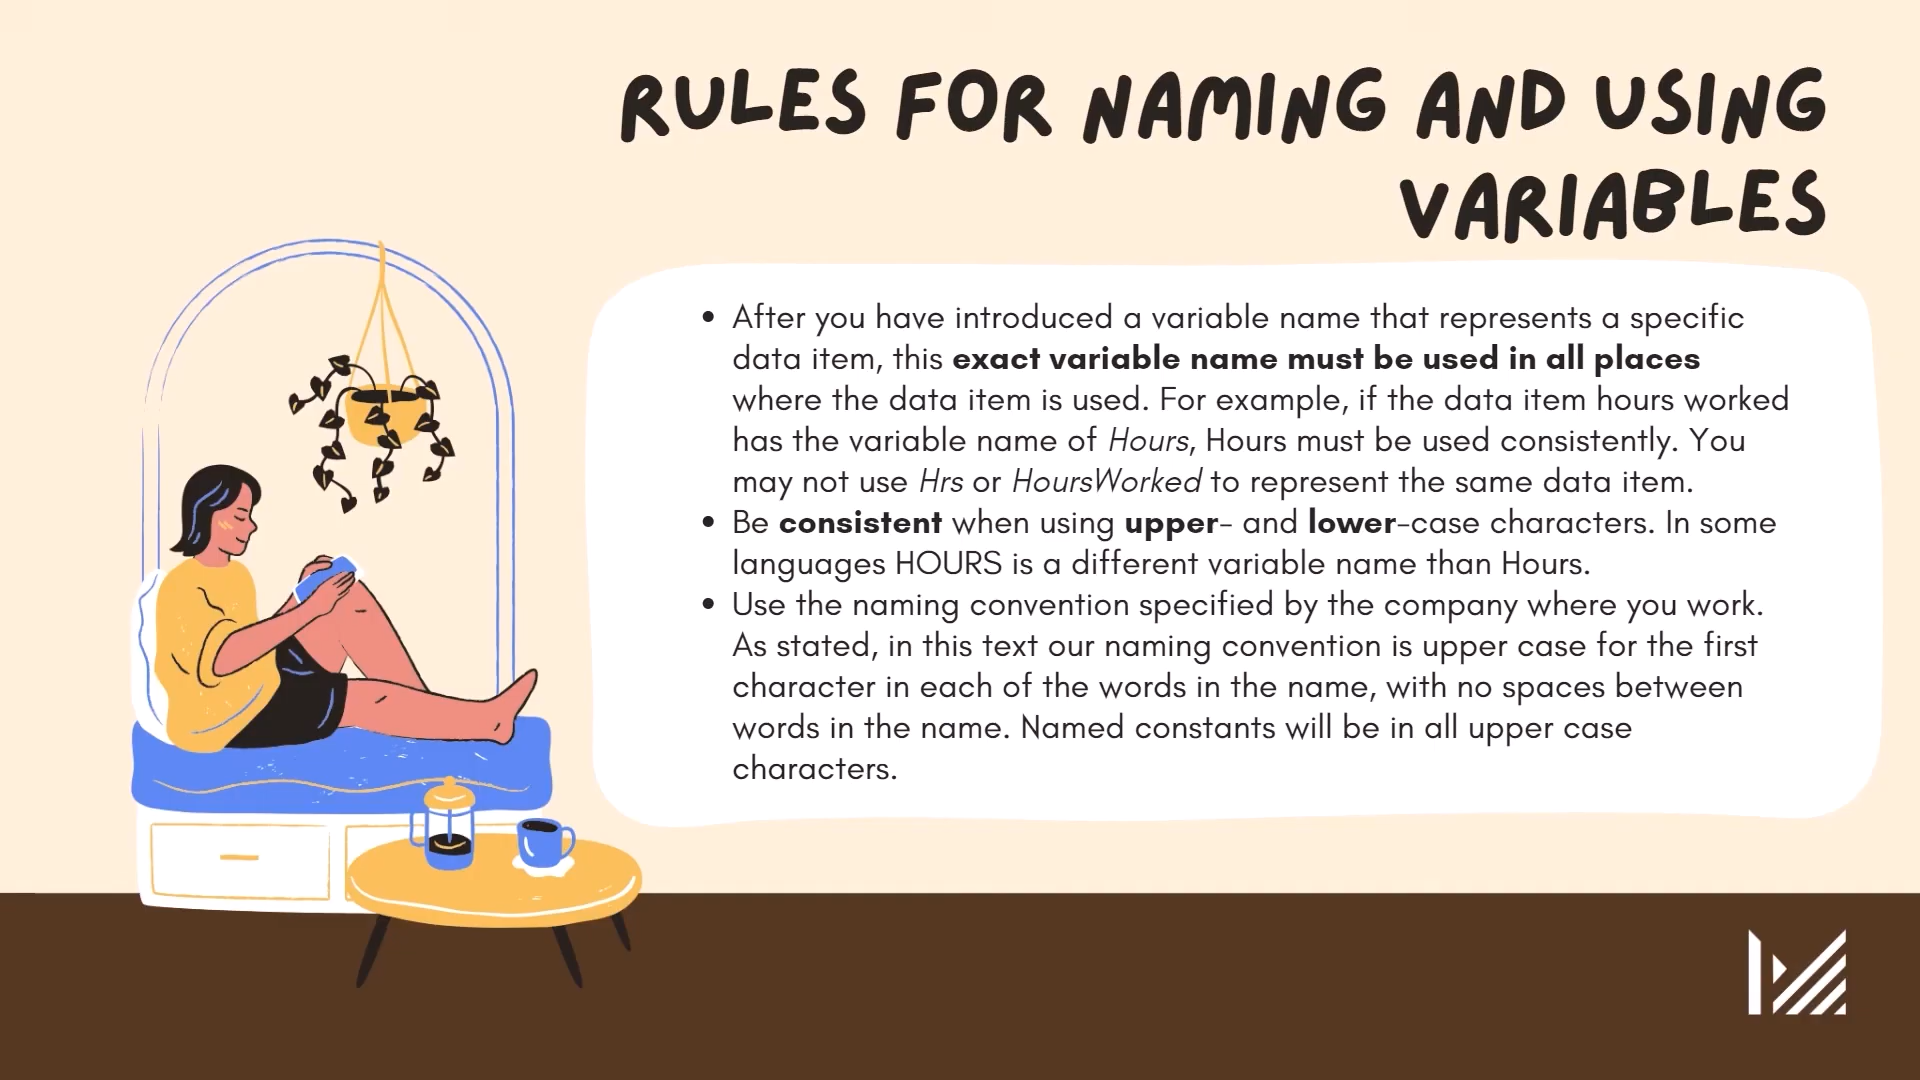 RULES FOR NAMING AND USING
VARIABLES
• After you have introduced a variable name that represents a specific
data item, this exact variable name must be used in all places
where the data item is used. For example, if the data item hours worked
has the variable name of Hours, Hours must be used consistently. You
may not use Hrs or HoursWorked to represent the same data item.
• Be consistent when using upper- and lower-case characters. In some
languages HOURS is a different variable name than Hours.
• Use the naming convention specified by the company where you work.
As stated, in this text our naming convention is upper case for the first
character in each of the words in the name, with no spaces between
words in the name. Named constants will be in all upper case
characters.